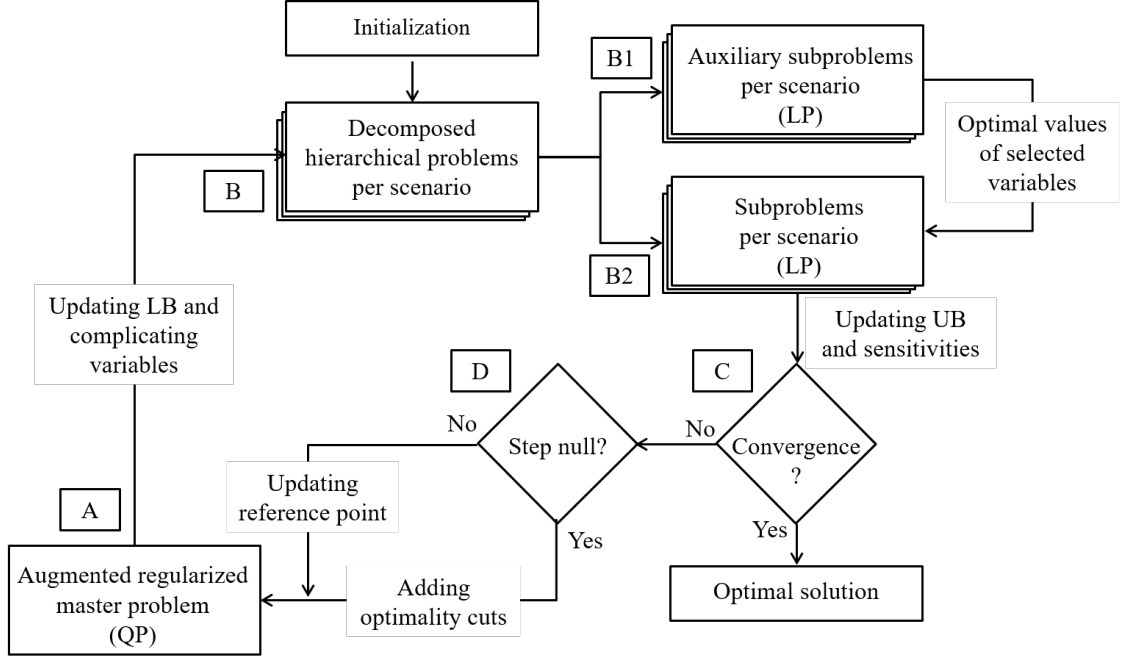 Initialization
B1
Auxiliary subproblems
per scenario
(LP)
Decomposed
hierarchical problems
per scenario
B
Optimal values
of selected
variables
Subproblems
per scenario
(LP)
B2
Updating LB and
complicating
variables
Updating UB
and sensitivities
D
C
No
Step null?
No
Convergence
?
Updating
reference point
A
Yes
Yes
Augmented regularized
master problem
(QP)
Adding
optimality cuts
Optimal solution